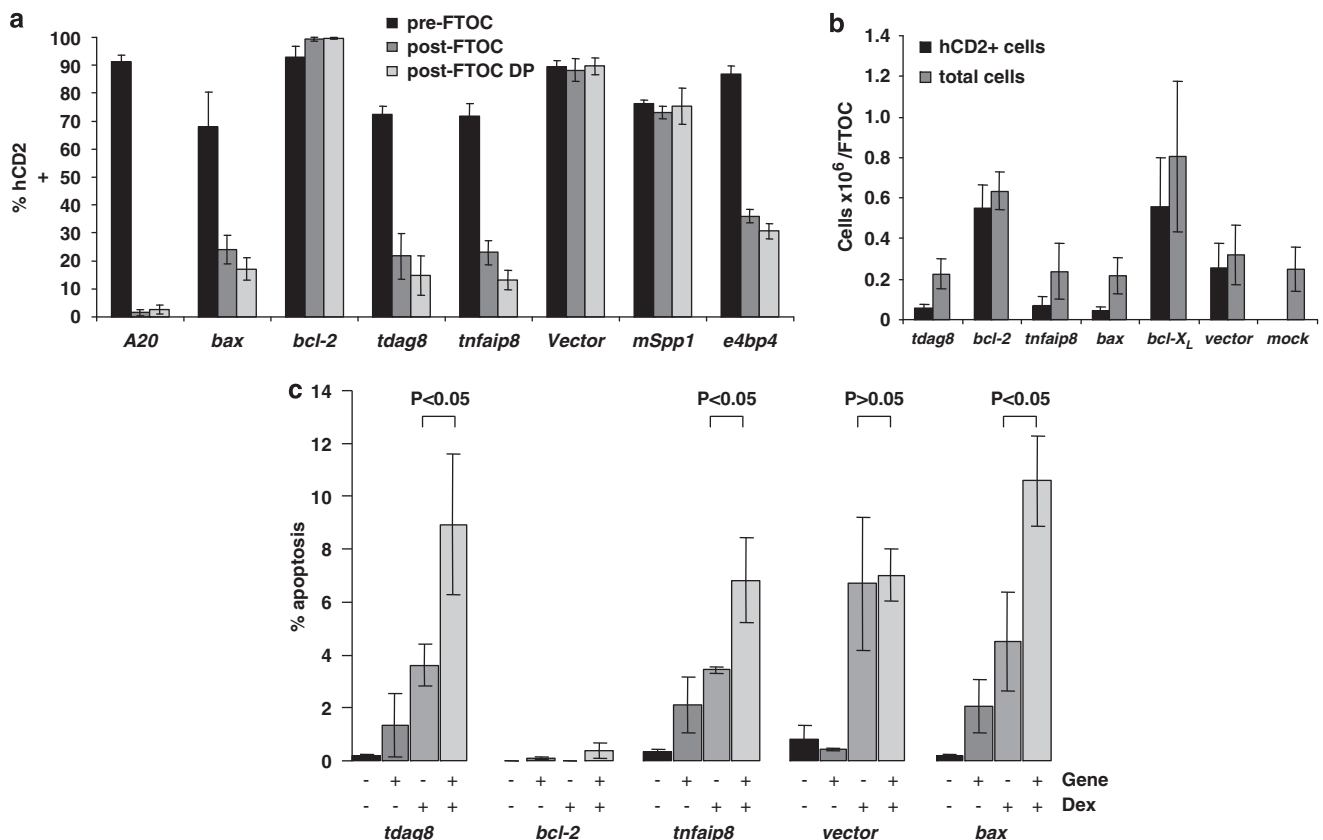 a
pre-FTOC
post-FTOC
post-FTOC DP
100
90
80
70
60
50
40
30
20
10
0
% hCD2
+
A20 bax bcl-2 tdag8 tnfaip8 Vector mSpp1 e4bp4
b
hCD2+ cells
total cells
1.4
1.2
1.0
0.8
0.6
0.4
0.2
0
Cells x10⁶ /FTOC
tdag8 bcl-2 tnfaip8 bax bcl-X_L vector mock
c
14
12
10
8
6
4
2
0
% apoptosis
P<0.05 P<0.05 P>0.05 P<0.05
- + - + - + - + - + - + - + - + - + - + Gene
- - + + - - + + - - + + - - + + - - + + Dex
tdag8 bcl-2 tnfaip8 vector bax